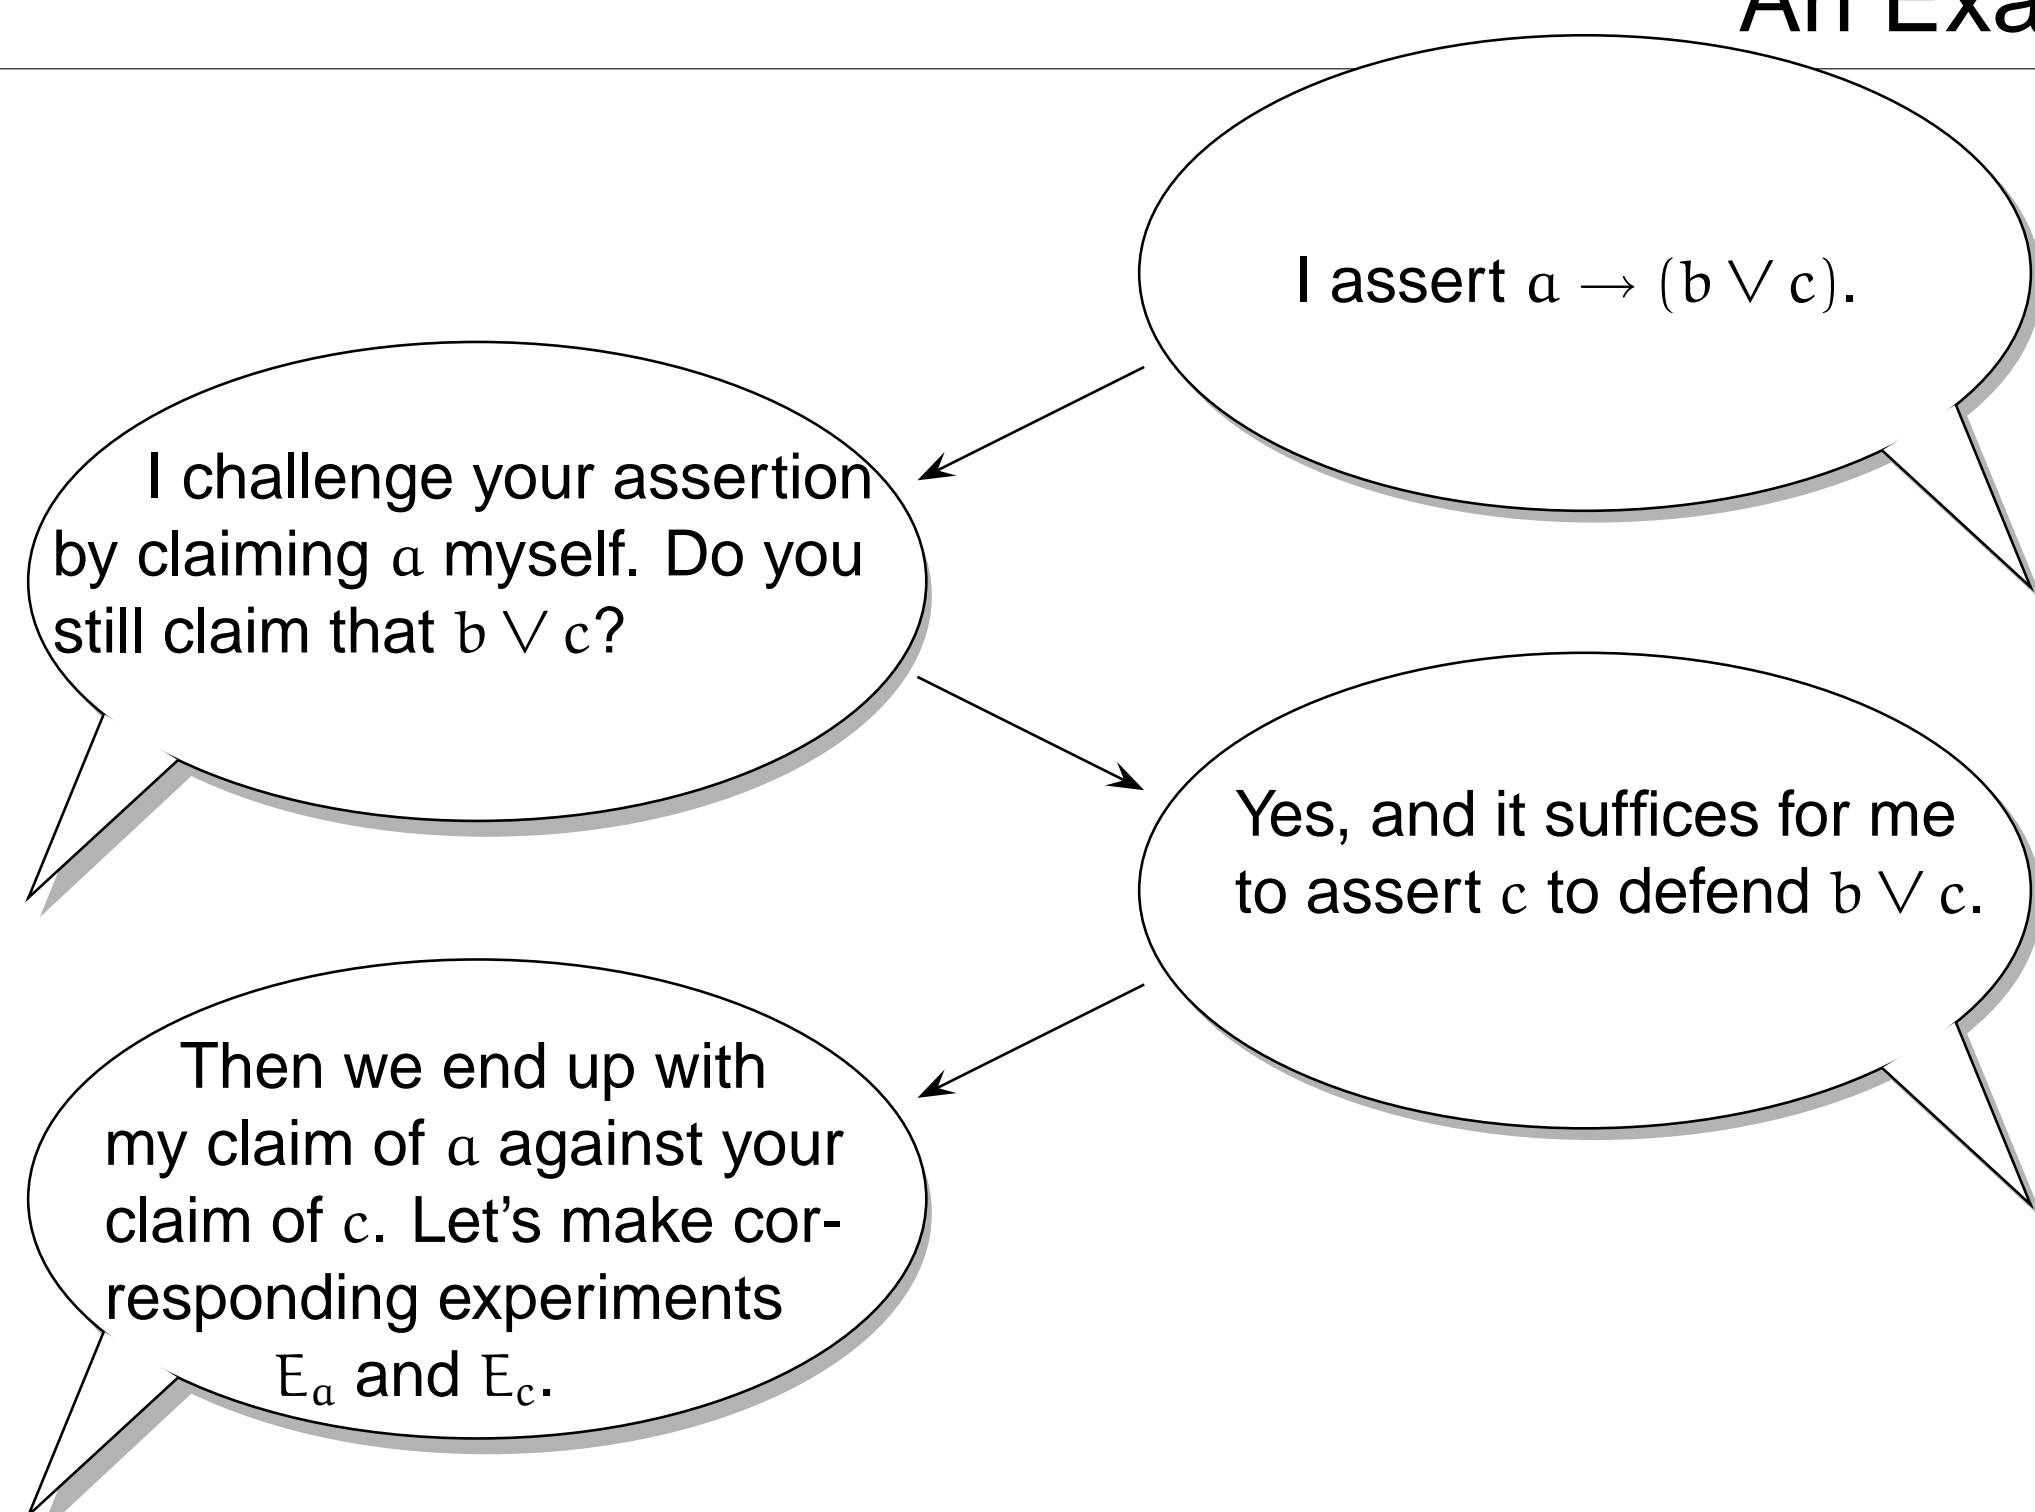 An Exa
I assert a → (b ∨ c).
I challenge your assertion
by claiming a myself. Do you
still claim that b ∨ c?
Yes, and it suffices for me
to assert c to defend b ∨ c.
Then we end up with
my claim of a against your
claim of c. Let's make cor-
responding experiments
E_a and E_c.